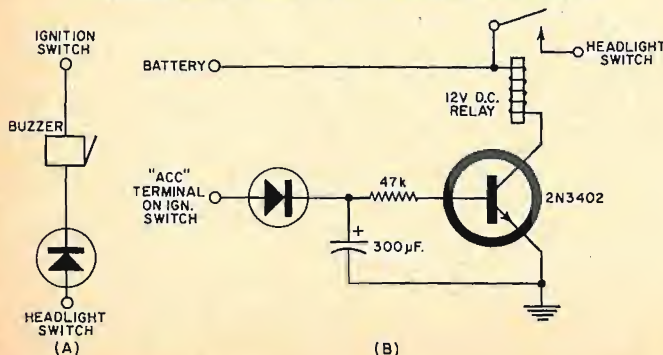 IGNITION
SWITCH
BUZZER
HEADLIGHT
SWITCH
(A)
BATTERY
HEADLIGHT
SWITCH
12V D.C.
RELAY
"ACC"
TERMINAL
ON IGN.
SWITCH
47k
2N3402
+
300µF.
(B)